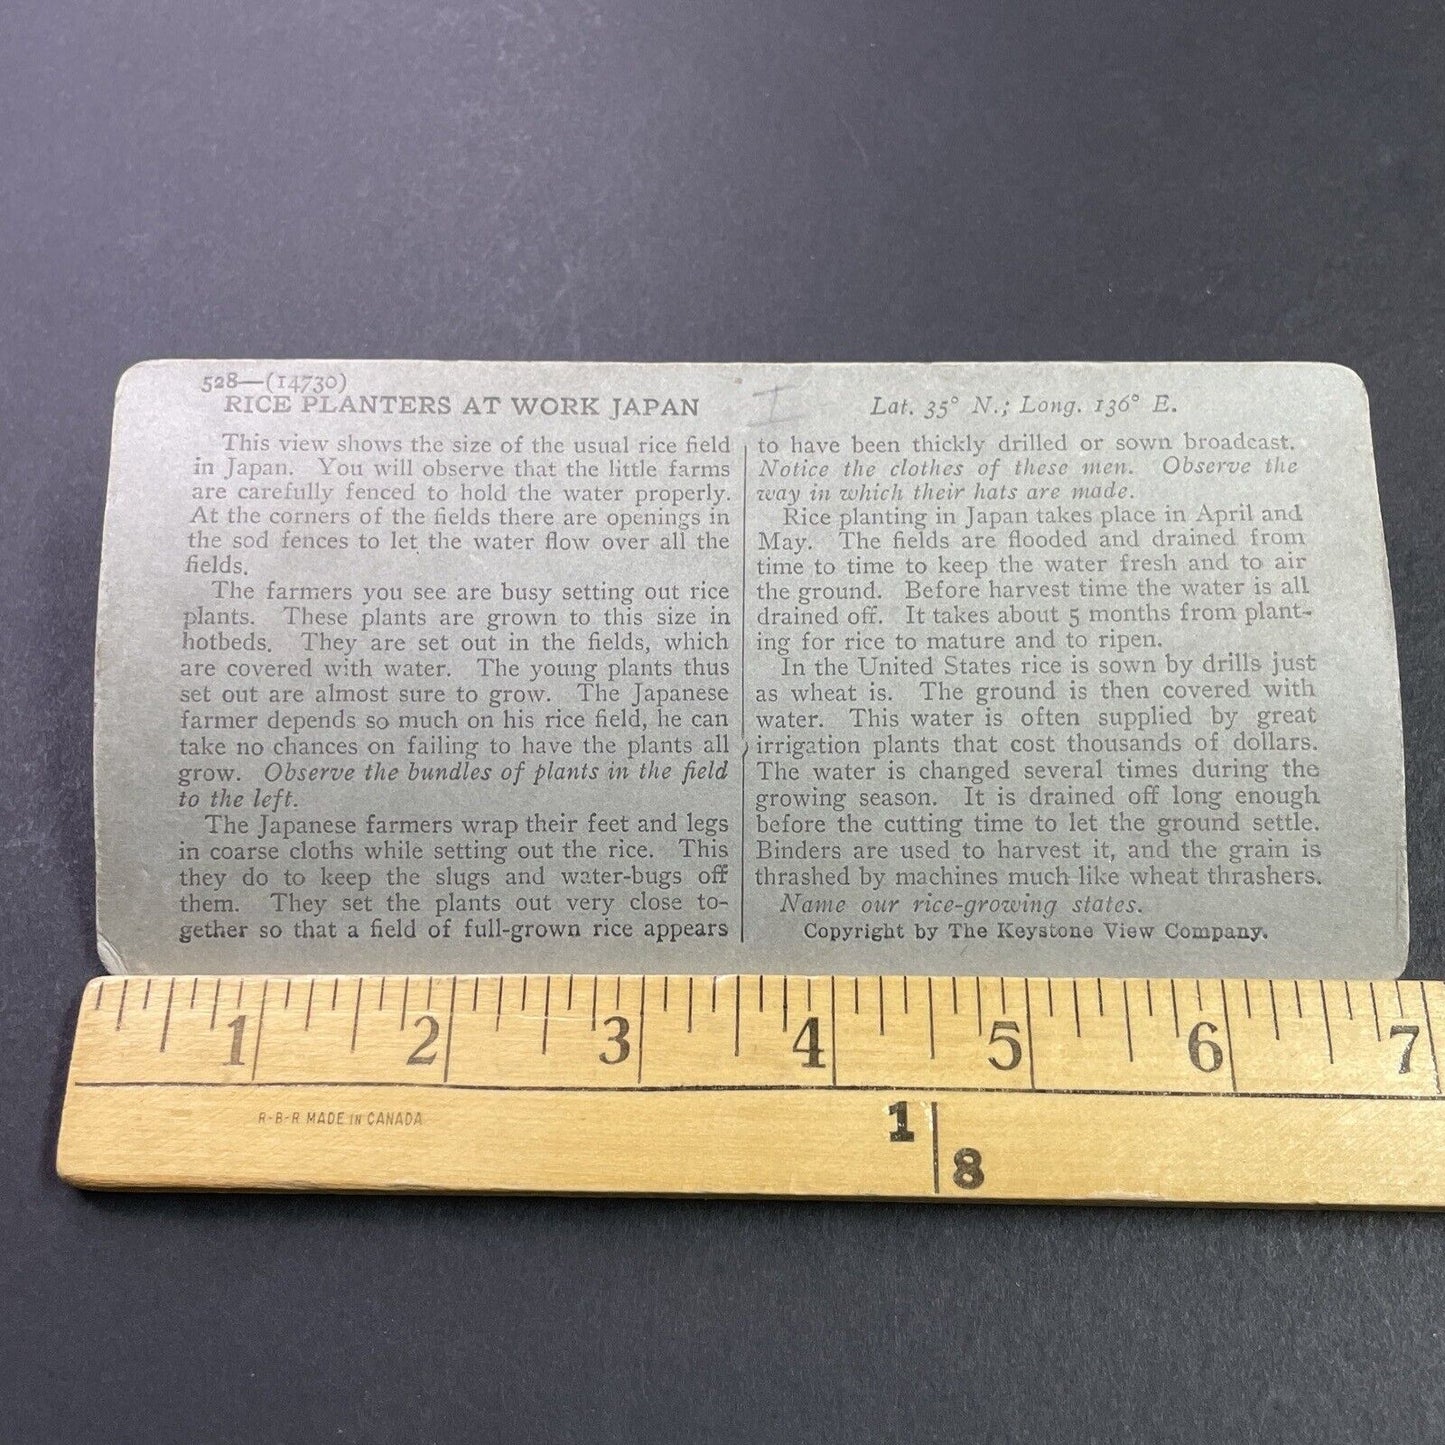 528—(14730)
RICE PLANTERS AT WORK JAPAN
Lat. 35° N.; Long. 136° E.
This view shows the size of the usual rice field
in Japan. You will observe that the little farms
are carefully fenced to hold the water properly.
At the corners of the fields there are openings in
the sod fences to let the water flow over all the
fields.
The farmers you see are busy setting out rice
plants. These plants are grown to this size in
hotbeds. They are set out in the fields, which
are covered with water. The young plants thus
set out are almost sure to grow. The Japanese
farmer depends so much on his rice field, he can
take no chances on failing to have the plants all
grow. Observe the bundles of plants in the field
to the left.
The Japanese farmers wrap their feet and legs
in coarse cloths while setting out the rice. This
they do to keep the slugs and water-bugs off
them. They set the plants out very close to-
gether so that a field of full-grown rice appears
to have been thickly drilled or sown broadcast.
Notice the clothes of these men. Observe the
way in which their hats are made.
Rice planting in Japan takes place in April and
May. The fields are flooded and drained from
time to time to keep the water fresh and to air
the ground. Before harvest time the water is all
drained off. It takes about 5 months from plant-
ing for rice to mature and to ripen.
In the United States rice is sown by drills just
as wheat is. The ground is then covered with
water. This water is often supplied by great
irrigation plants that cost thousands of dollars.
The water is changed several times during the
growing season. It is drained off long enough
before the cutting time to let the ground settle.
Binders are used to harvest it, and the grain is
thrashed by machines much like wheat thrashers.
Name our rice-growing states.
Copyright by The Keystone View Company.
1 2 3 4 5 6 7
R-B-R MADE IN CANADA
1
8